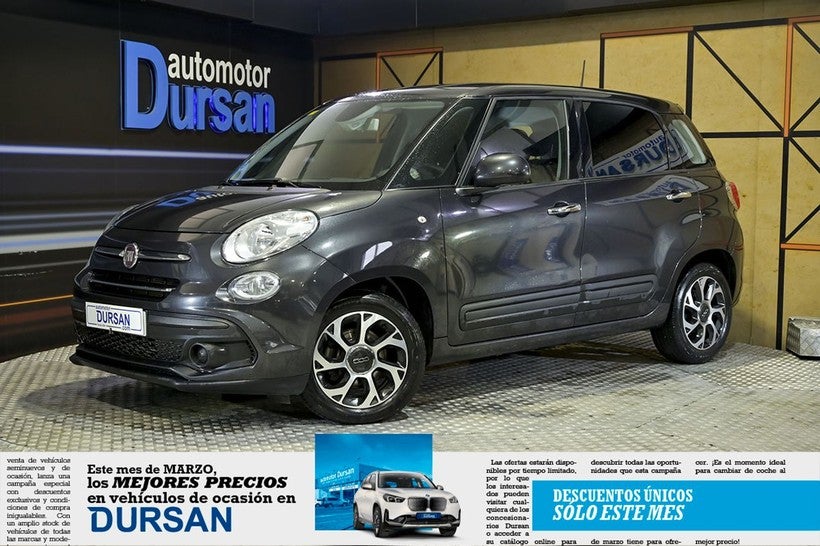 automotor
Dursan
automotor
DURSAN
DURSAN
.com
venta de vehículos
seminuevos y de
ocasión, lanza una
campaña especial
con descuentos
exclusivos y condi-
ciones de compra
inigualables. Con
un amplio stock de
vehículos de todas
las marcas y mode-
Este mes de MARZO,
los MEJORES PRECIOS
en vehículos de ocasión en
DURSAN
automotor Dursan
Las ofertas estarán dispo-
nibles por tiempo limitado,
por lo que
los interesa-
dos pueden
visitar cual-
quiera de los
concesiona-
rios Dursan
o acceder a
su catálogo online para
descubrir todas las oportu-
nidades que esta campaña
cer. ¡Es el momento ideal
para cambiar de coche al
DESCUENTOS ÚNICOS
SÓLO ESTE MES
de marzo tiene para ofre-
mejor precio!